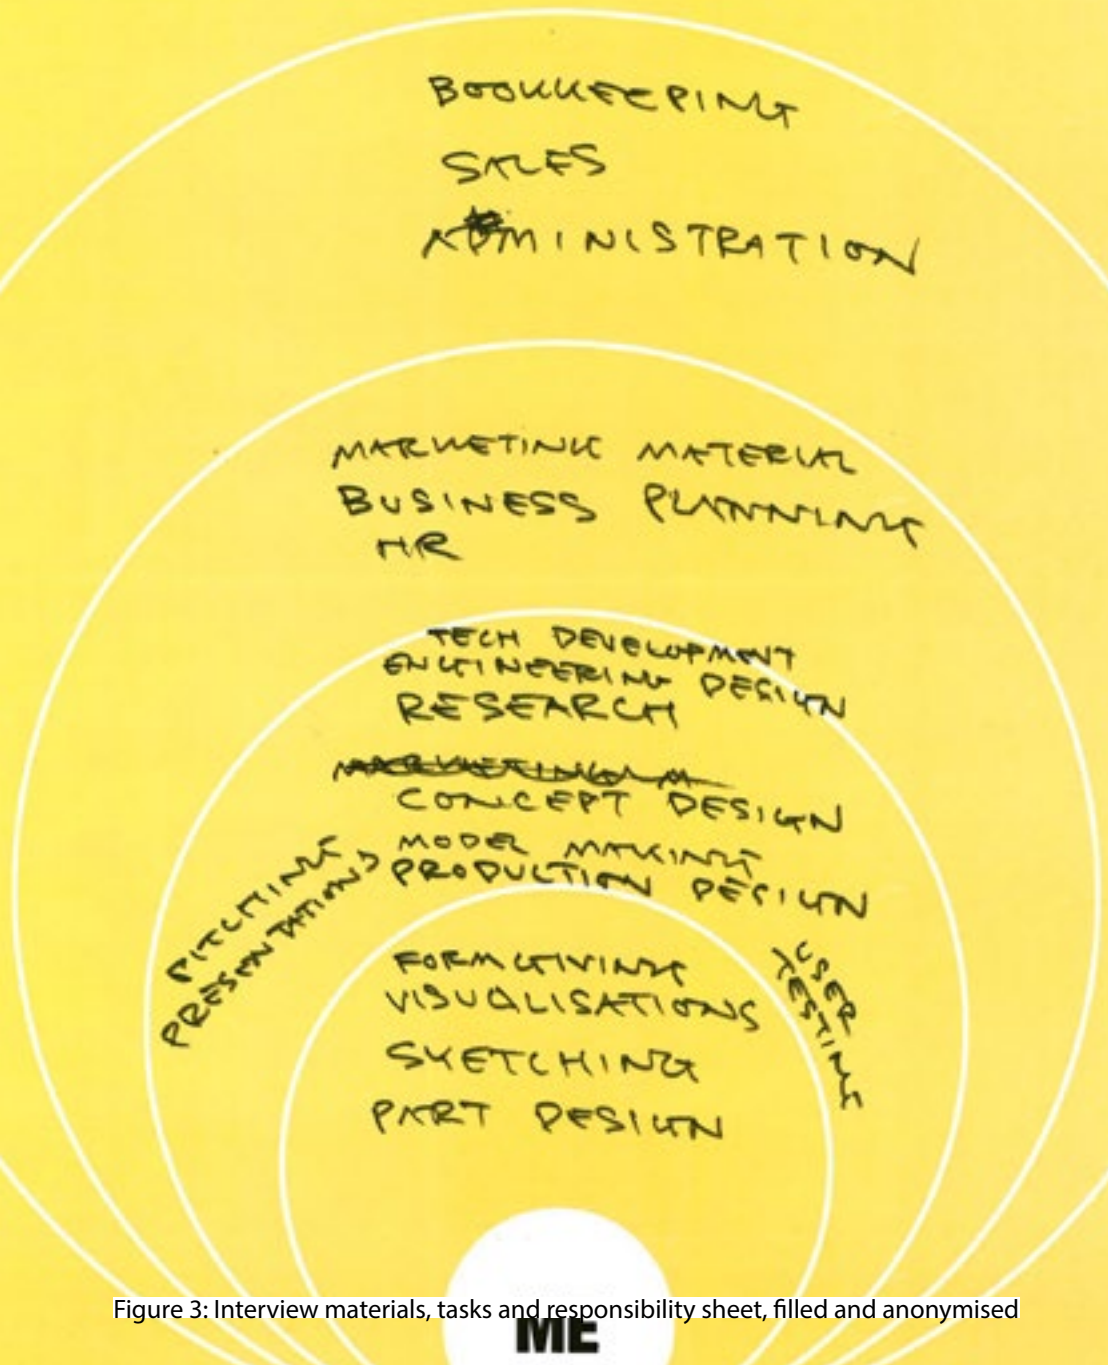 BOOKKEEPING
SALES
ADMINISTRATION
MARKETING MATERIAL
BUSINESS PLANNING
HR
TECH DEVELOPMENT
ENGINEERING DESIGN
RESEARCH
CONCEPT DESIGN
MODEL MAKING
PRODUCTION DESIGN
PITCHING
PRESENTATIONS
USER
TESTING
FORMGIVING
VISUALISATIONS
SKETCHING
PART DESIGN
Figure 3: Interview materials, tasks and responsibility sheet, filled and anonymised
ME